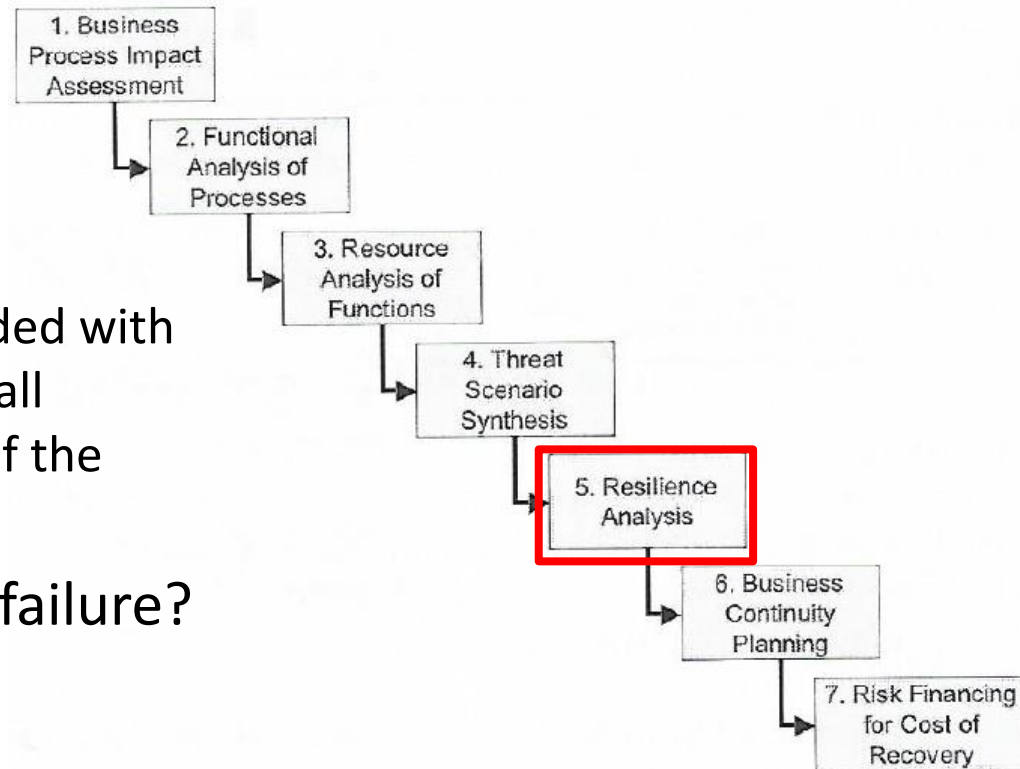 1. Business
Process Impact
Assessment
2. Functional
Analysis of
Processes
3. Resource
Analysis of
Functions
4. Threat
Scenario
Synthesis
5. Resilience
Analysis
6. Business
Continuity
Planning
7. Risk Financing
for Cost of
Recovery
with
all
the
failure?